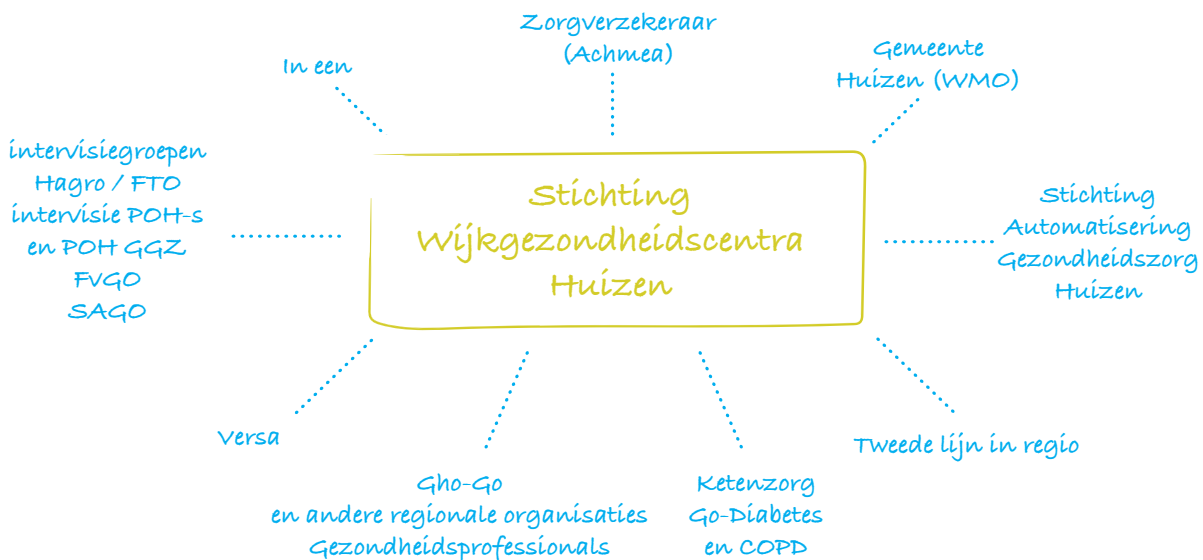 Zorgverzekeraar
(Achmea)
In een
Gemeente
Huizen (WMO)
intervisiegroepen
Hagro / FTO
intervisie POH-s
en POH GGZ
FvGO
SAGO
Stichting
Wijkgezondheidscentra
Huizen
Stichting
Automatisering
Gezondheidszorg
Huizen
Versa
Tweede lijn in regio
Gho-Go
en andere regionale organisaties
Gezondheidsprofessionals
Ketenzorg
Go-Diabetes
en COPD